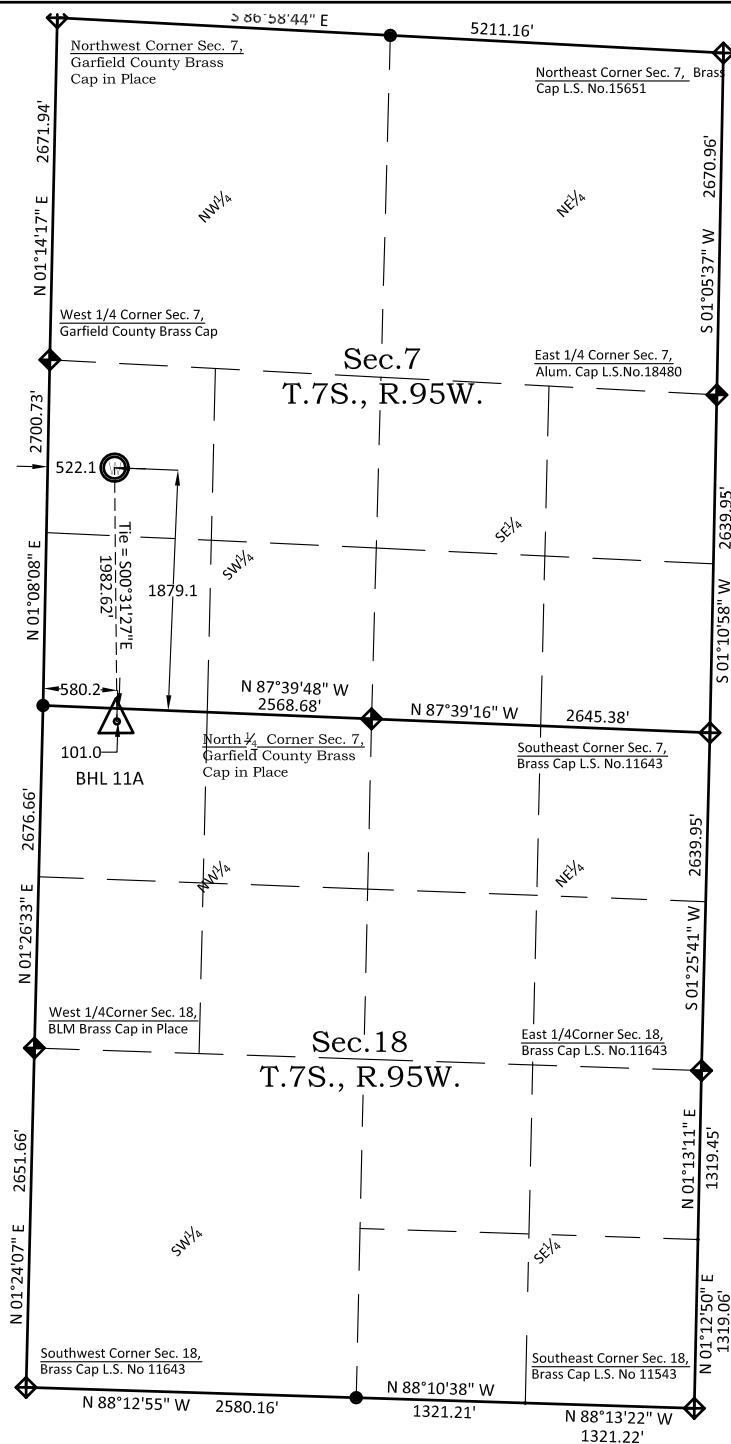 S 86°58'44" E
5211.16'
Northwest Corner Sec. 7,
Garfield County Brass
Cap in Place
Northeast Corner Sec. 7, Brass
Cap L.S. No.15651
2671.94'
N 01°14'17" E
NW¼
NE¼
2670.96'
S 01°05'37" W
West 1/4 Corner Sec. 7,
Garfield County Brass Cap
Sec.7
T.7S., R.95W.
East 1/4 Corner Sec. 7,
Alum. Cap L.S.No.18480
2700.73'
N 01°08'08" E
522.1
Tie = S00°31'27"E
1982.62'
1879.1
SW¼
SE¼
2639.95'
S 01°10'58" W
580.2
N 87°39'48" W
2568.68'
N 87°39'16" W
2645.38'
101.0
BHL 11A
North ¼ Corner Sec. 7,
Garfield County Brass
Cap in Place
Southeast Corner Sec. 7,
Brass Cap L.S. No.11643
2676.66'
N 01°26'33" E
NW¼
NE¼
2639.95'
S 01°25'41" W
West 1/4Corner Sec. 18,
BLM Brass Cap in Place
Sec.18
T.7S., R.95W.
East 1/4Corner Sec. 18,
Brass Cap L.S. No.11643
2651.66'
N 01°24'07" E
SW¼
SE¼
N 01°13'11" E
1319.45'
N 01°12'50" E
1319.06'
Southwest Corner Sec. 18,
Brass Cap L.S. No 11643
Southeast Corner Sec. 18,
Brass Cap L.S. No 11543
N 88°12'55" W
2580.16'
N 88°10'38" W
1321.21'
N 88°13'22" W
1321.22'